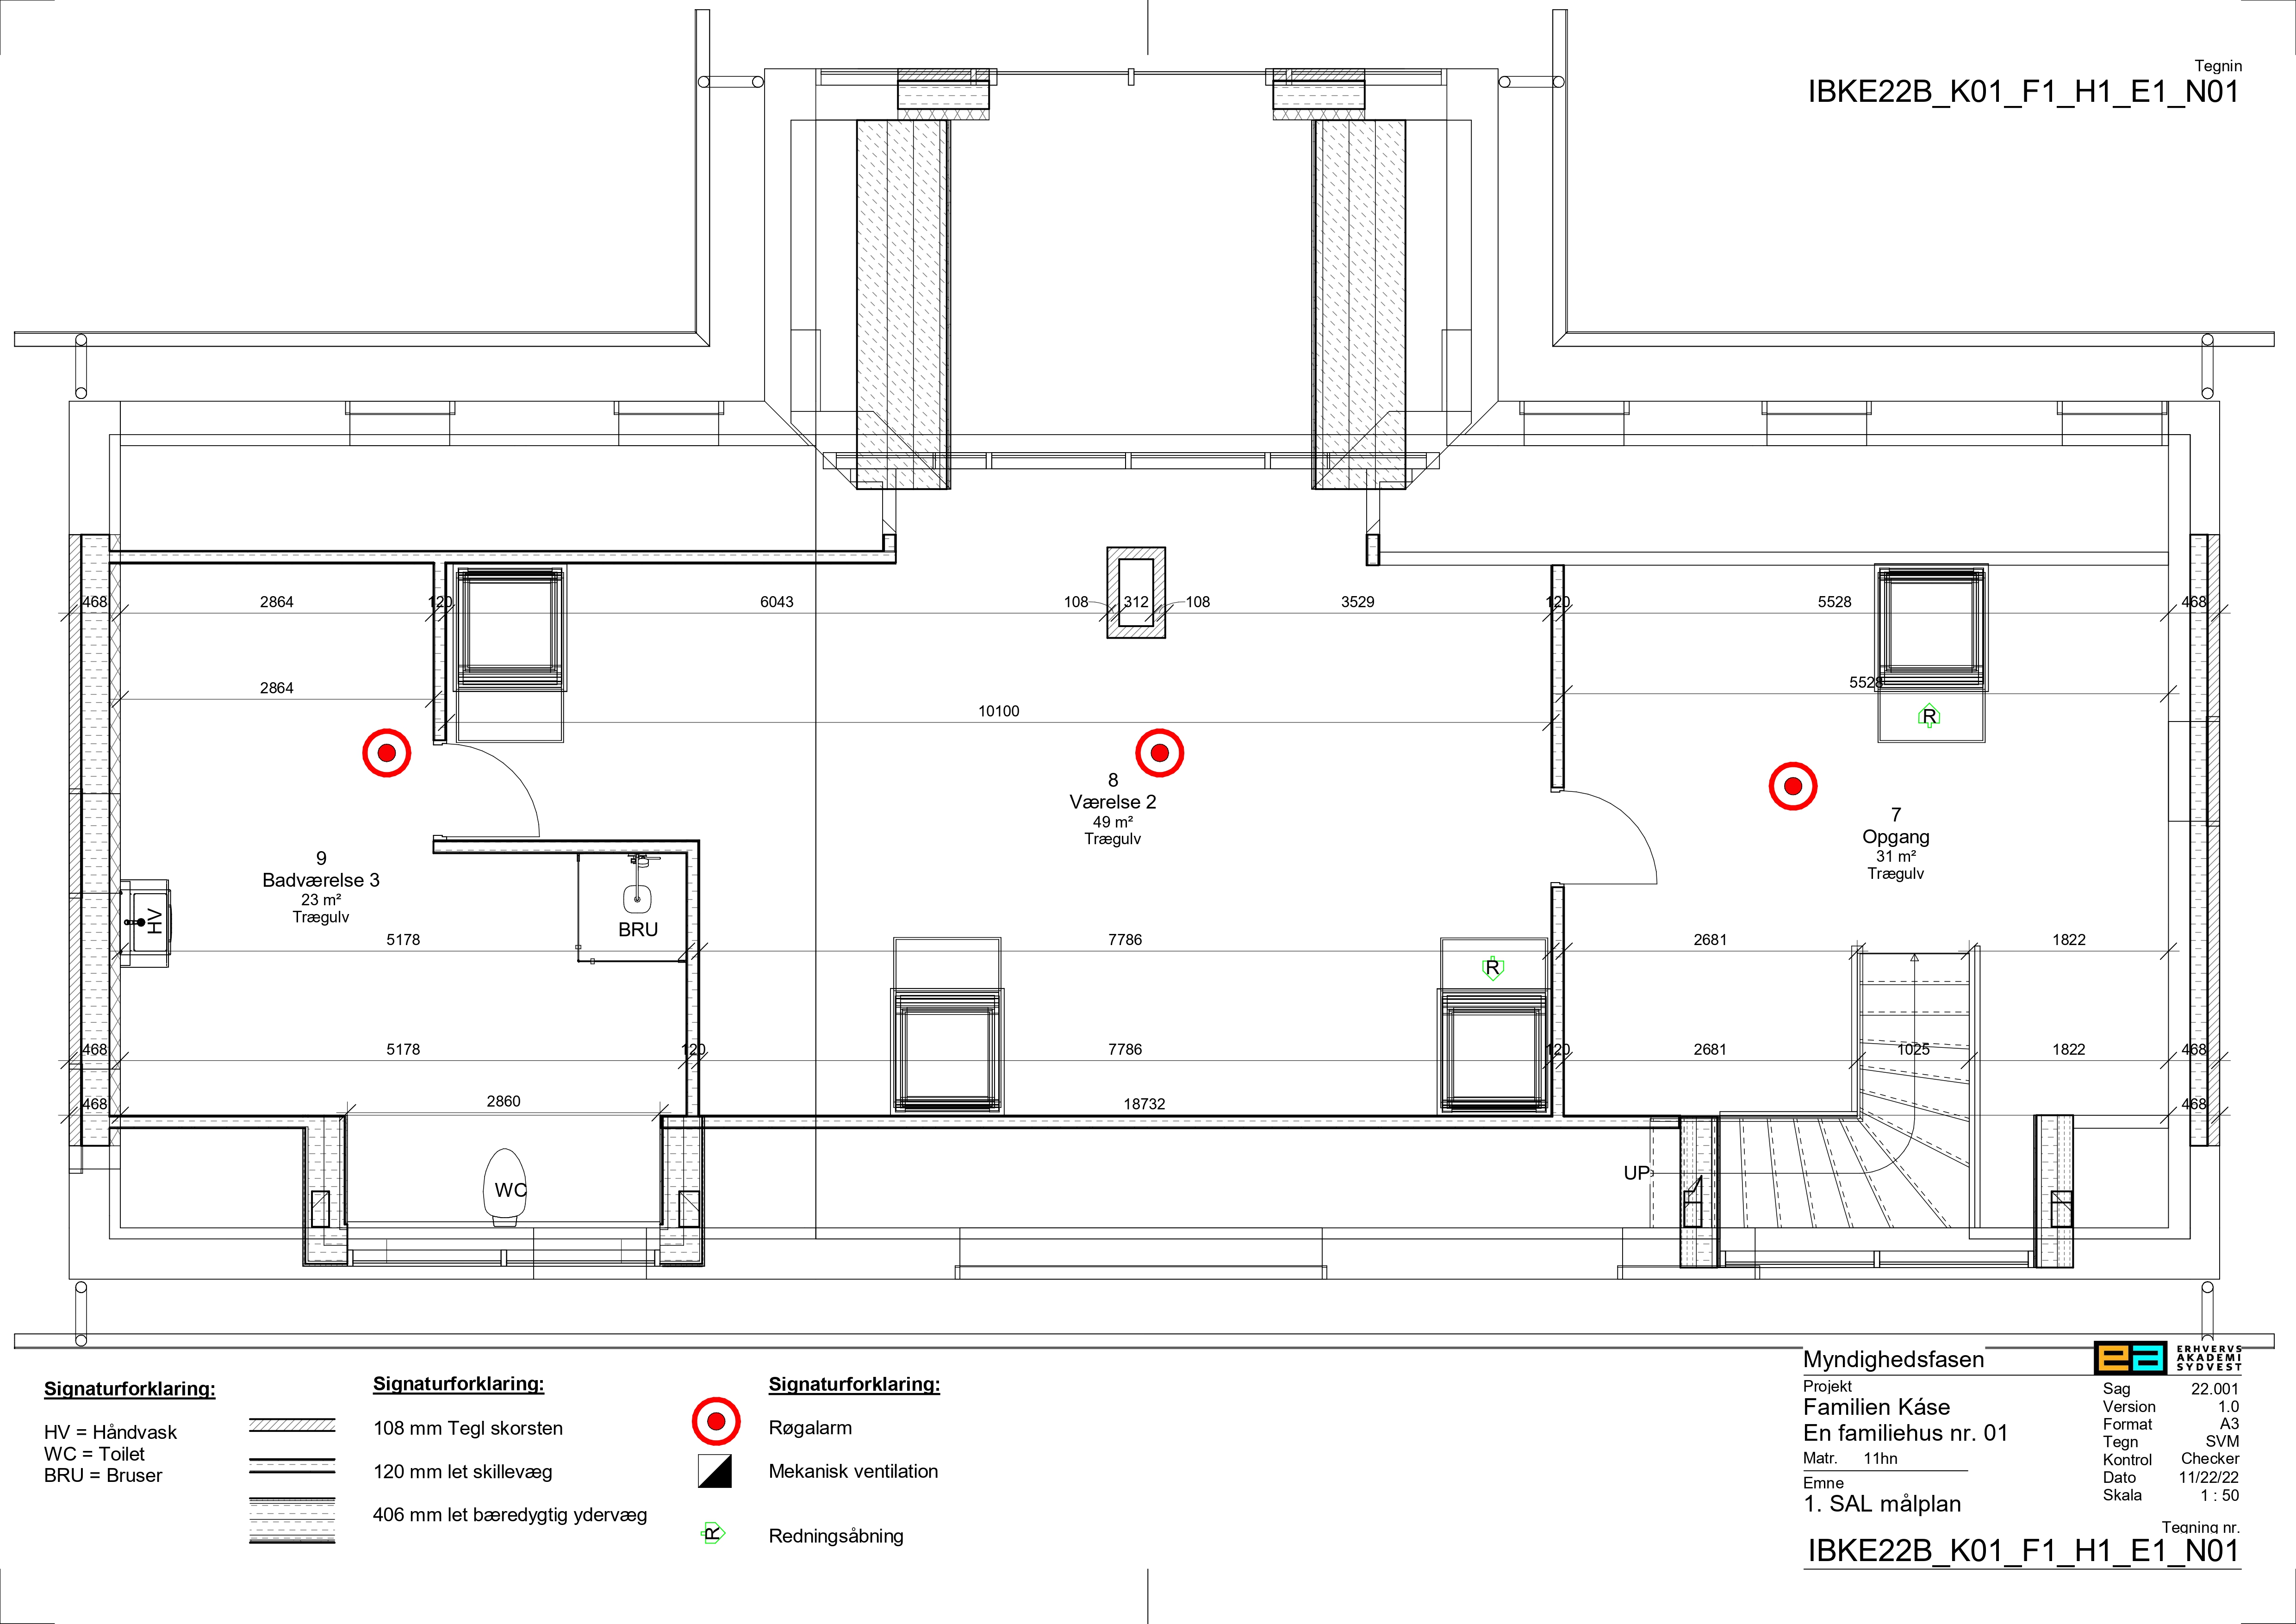 Tegnin
IBKE22B_K01_F1_H1_E1_N01
468
2864
120
6043
108
312
108
3529
120
5528
468
2864
5528
10100
R
8
Værelse 2
49 m²
Trægulv
7
Opgang
31 m²
Trægulv
9
Badværelse 3
23 m²
Trægulv
HV
BRU
5178
7786
2681
1822
R
468
5178
120
7786
120
2681
1025
1822
468
468
2860
18732
468
WC
UP
Signaturforklaring:
HV = Håndvask
WC = Toilet
BRU = Bruser
Signaturforklaring:
108 mm Tegl skorsten
120 mm let skillevæg
406 mm let bæredygtig ydervæg
Signaturforklaring:
Røgalarm
Mekanisk ventilation
R
Redningsåbning
Myndighedsfasen
ea
ERHVERVS
AKADEMI
SYDVEST
Projekt
Familien Káse
En familiehus nr. 01
Matr. 11hn
Emne
1. SAL målplan
Sag 22.001
Version 1.0
Format A3
Tegn SVM
Kontrol Checker
Dato 11/22/22
Skala 1 : 50
Tegning nr.
IBKE22B_K01_F1_H1_E1_N01